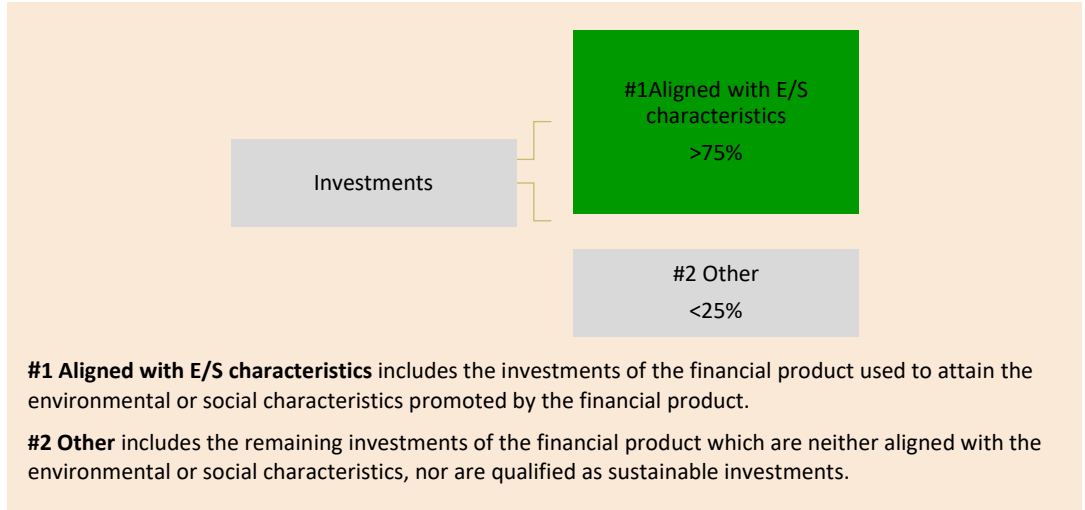 #1Aligned with E/S
characteristics
>75%
Investments
#2 Other
<25%
#1 Aligned with E/S characteristics includes the investments of the financial product used to attain the
environmental or social characteristics promoted by the financial product.
#2 Other includes the remaining investments of the financial product which are neither aligned with the
environmental or social characteristics, nor are qualified as sustainable investments.